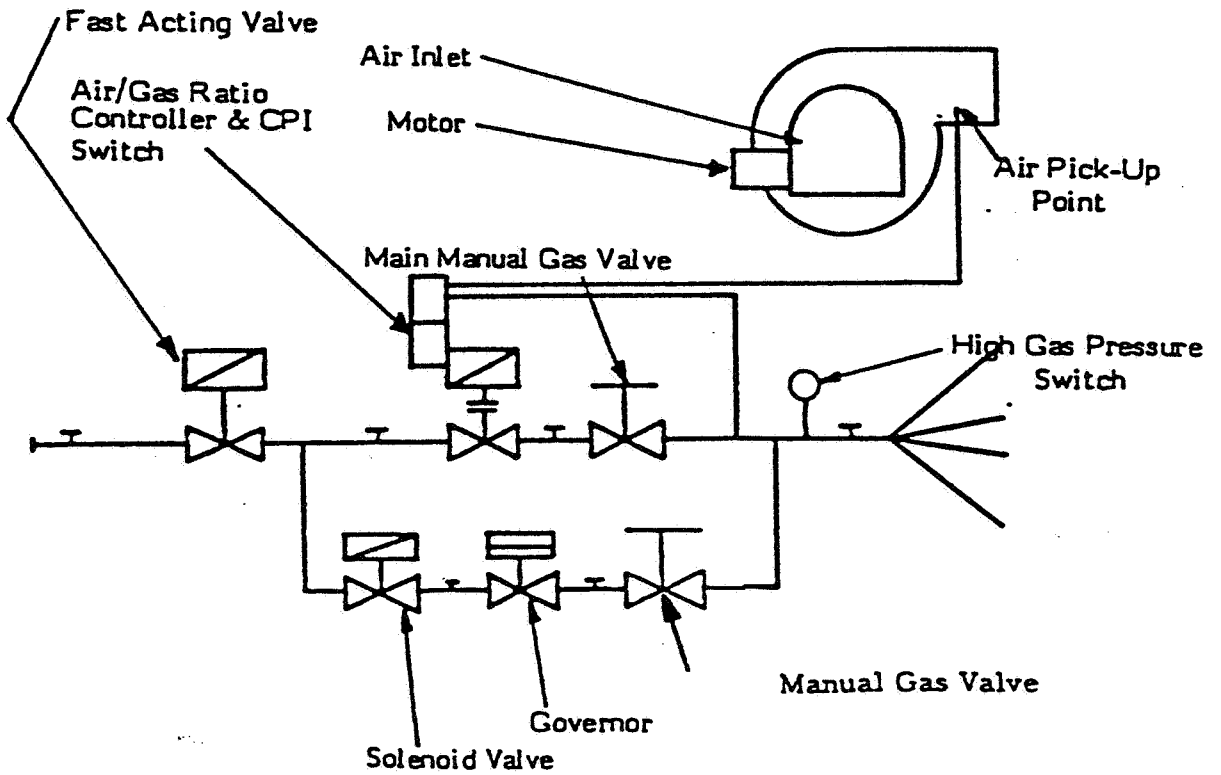 Fast Acting Valve
Air Inlet
Air/Gas Ratio
Controller & CPI
Switch
Motor
Air Pick-Up
Point
Main Manual Gas Valve
High Gas Pressure
Switch
Manual Gas Valve
Governor
Solenoid Valve